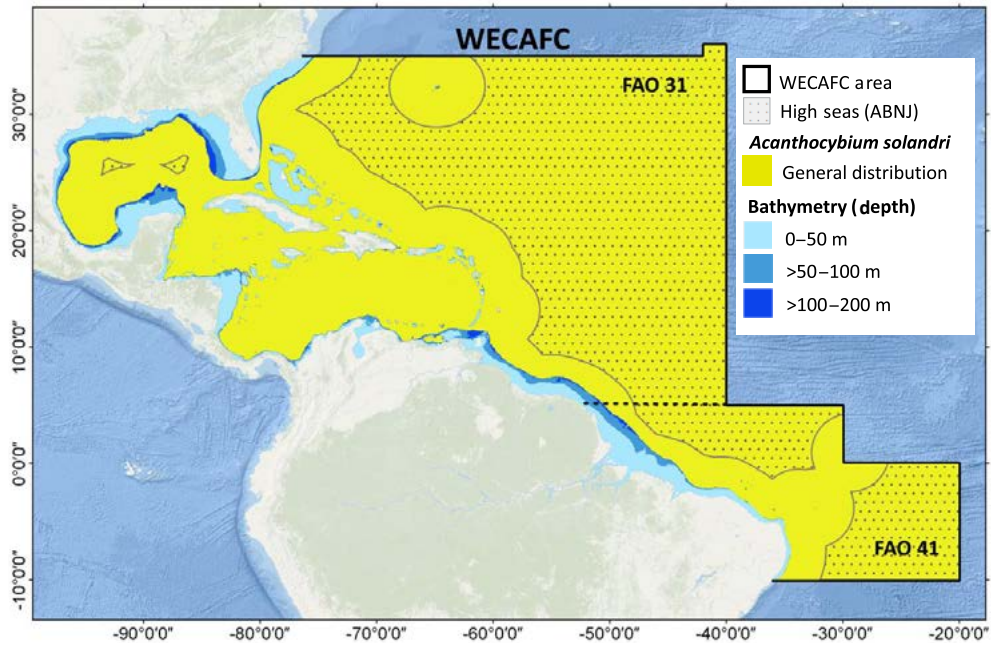 WECAFC
FAO 31
WECAFC area
High seas (ABNJ)
Acanthocybium solandri
General distribution
Bathymetry (depth)
0–50 m
>50–100 m
>100–200 m
FAO 41
30°0'0"
20°0'0"
10°0'0"
0°0'0"
-10°0'0"
-90°0'0" -80°0'0" -70°0'0" -60°0'0" -50°0'0" -40°0'0" -30°0'0" -20°0'0"